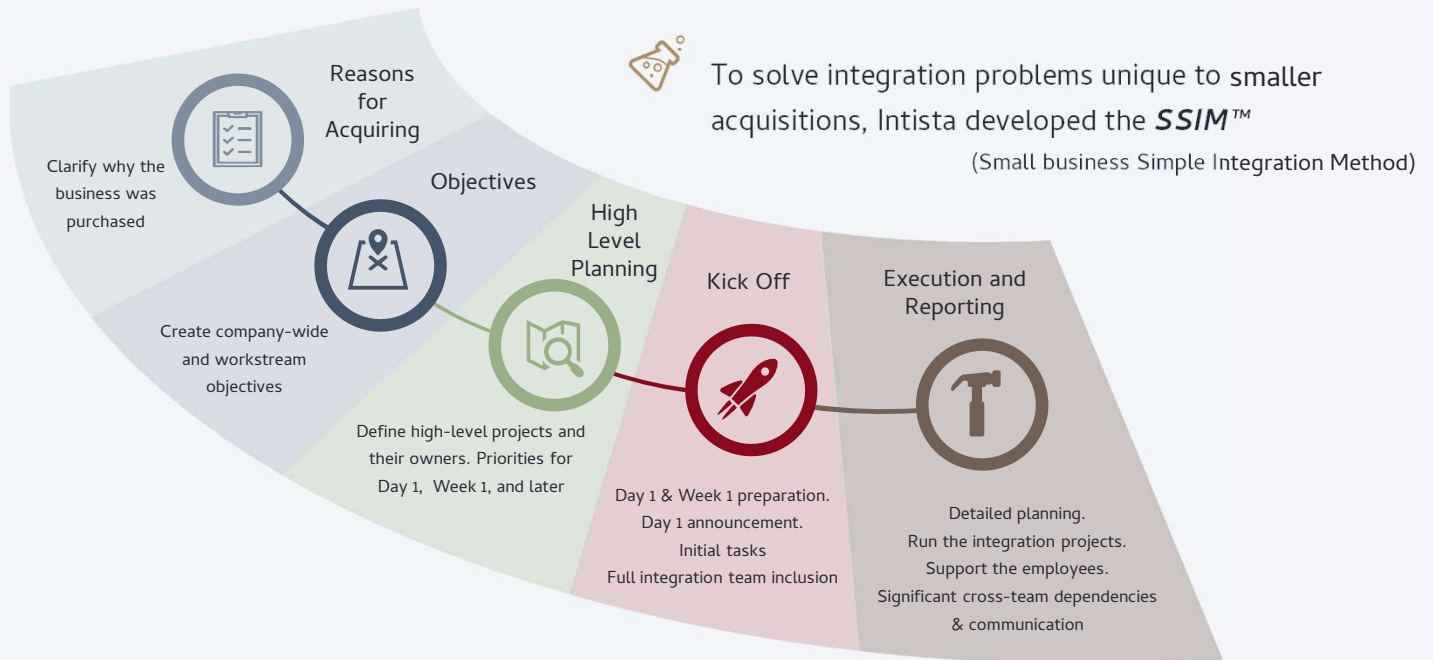 To solve integration problems unique to smaller
acquisitions, Intista developed the SSIM™
(Small business Simple Integration Method)
Reasons
for
Acquiring
Clarify why the
business was
purchased
Objectives
Create company-wide
and workstream
objectives
High
Level
Planning
Define high-level projects and
their owners. Priorities for
Day 1, Week 1, and later
Kick Off
Day 1 & Week 1 preparation.
Day 1 announcement.
Initial tasks
Full integration team inclusion
Execution and
Reporting
Detailed planning.
Run the integration projects.
Support the employees.
Significant cross-team dependencies
& communication